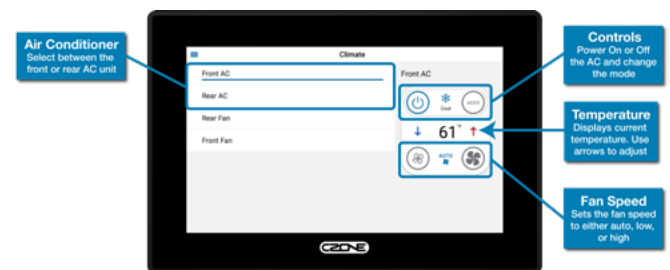 Air Conditioner
Select between the
front or rear AC unit
Climate
Front AC
Rear AC
Rear Fan
Front Fan
Front AC
Cool
MODE
61°F
AUTO
CZONE
Controls
Power On or Off
the AC and change
the mode
Temperature
Displays current
temperature. Use
arrows to adjust
Fan Speed
Sets the fan speed
to either auto, low,
or high